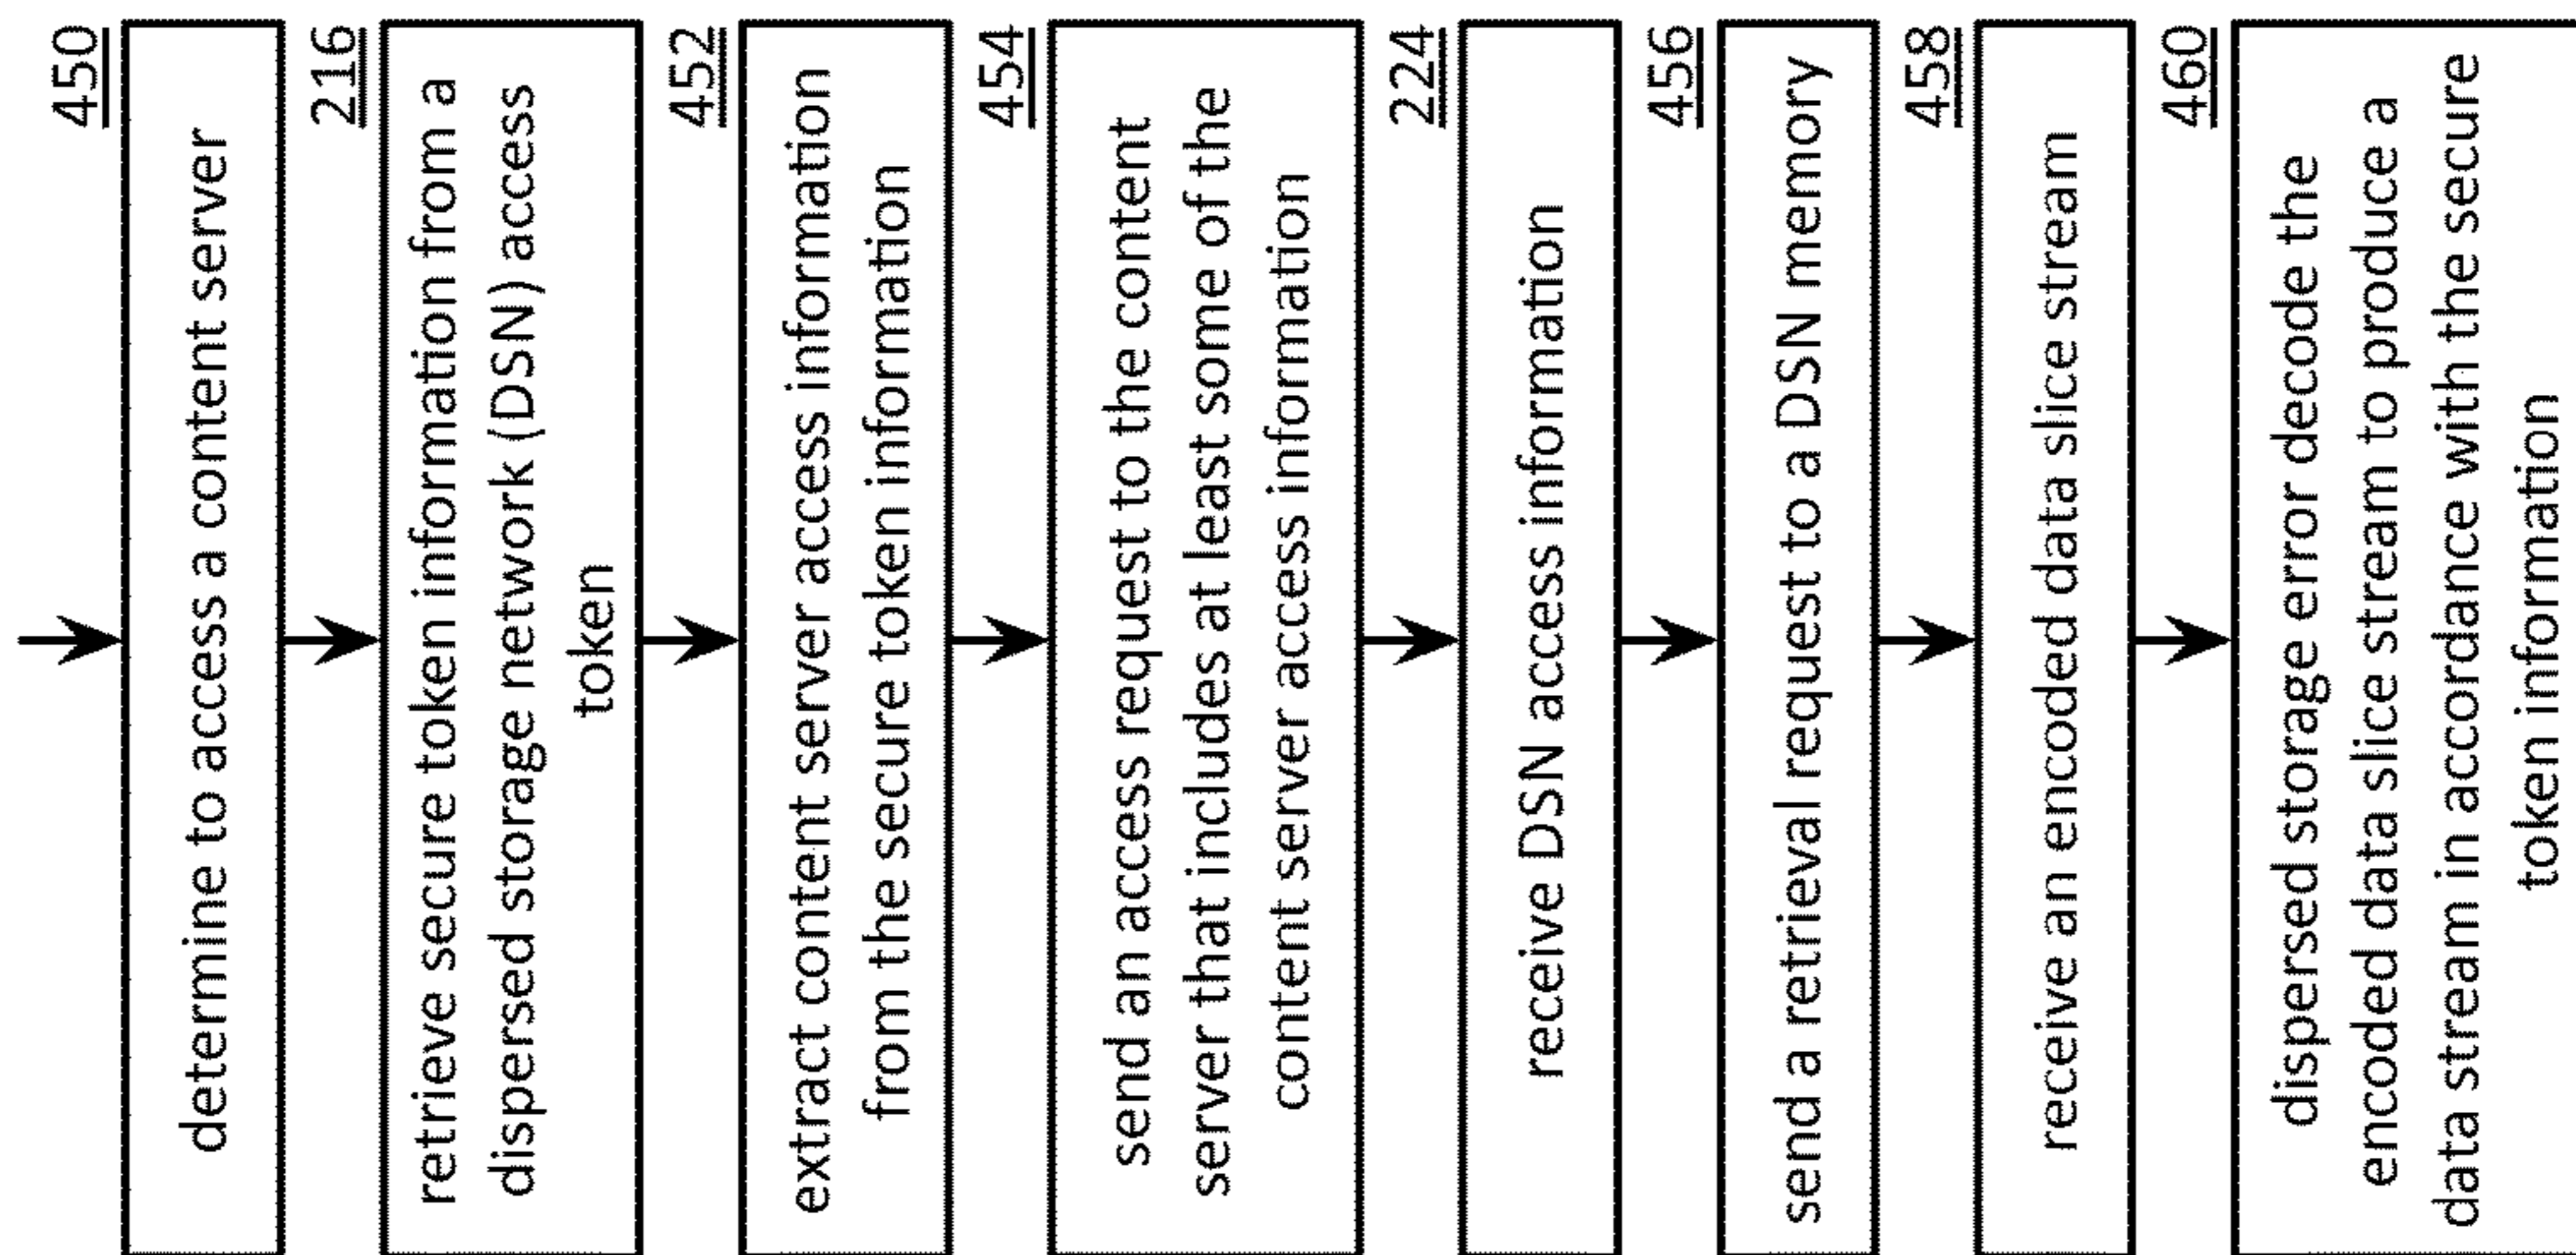 450
determine to access a content server
216
retrieve secure token information from a
dispersed storage network (DSN) access
token
452
extract content server access information
from the secure token information
454
send an access request to the content
server that includes at least some of the
content server access information
224
receive DSN access information
456
send a retrieval request to a DSN memory
458
receive an encoded data slice stream
460
dispersed storage error decode the
encoded data slice stream to produce a
data stream in accordance with the secure
token information